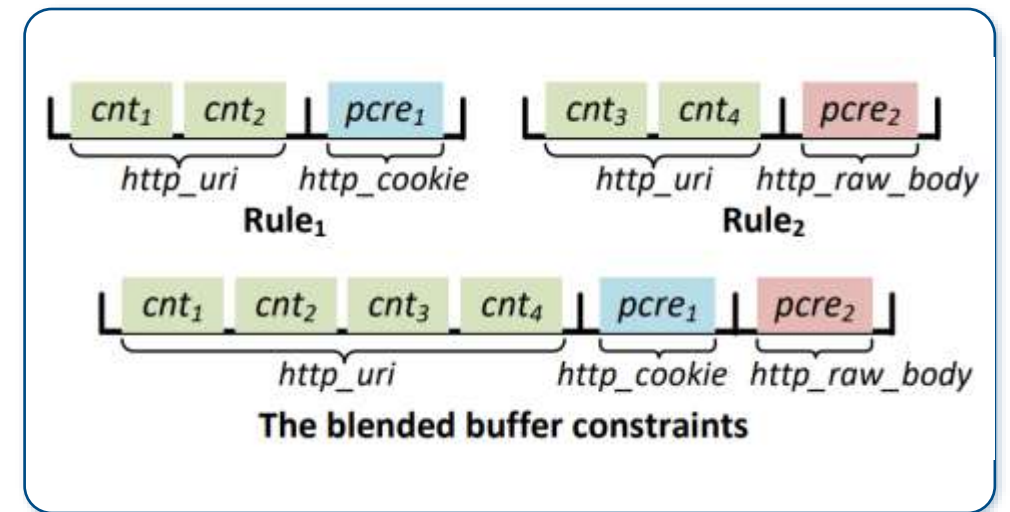 cnt₁ cnt₂ pcre₁ cnt₃ cnt₄ pcre₂
http_uri http_cookie http_uri http_raw_body
Rule₁ Rule₂
cnt₁ cnt₂ cnt₃ cnt₄ pcre₁ pcre₂
http_uri http_cookie http_raw_body
The blended buffer constraints